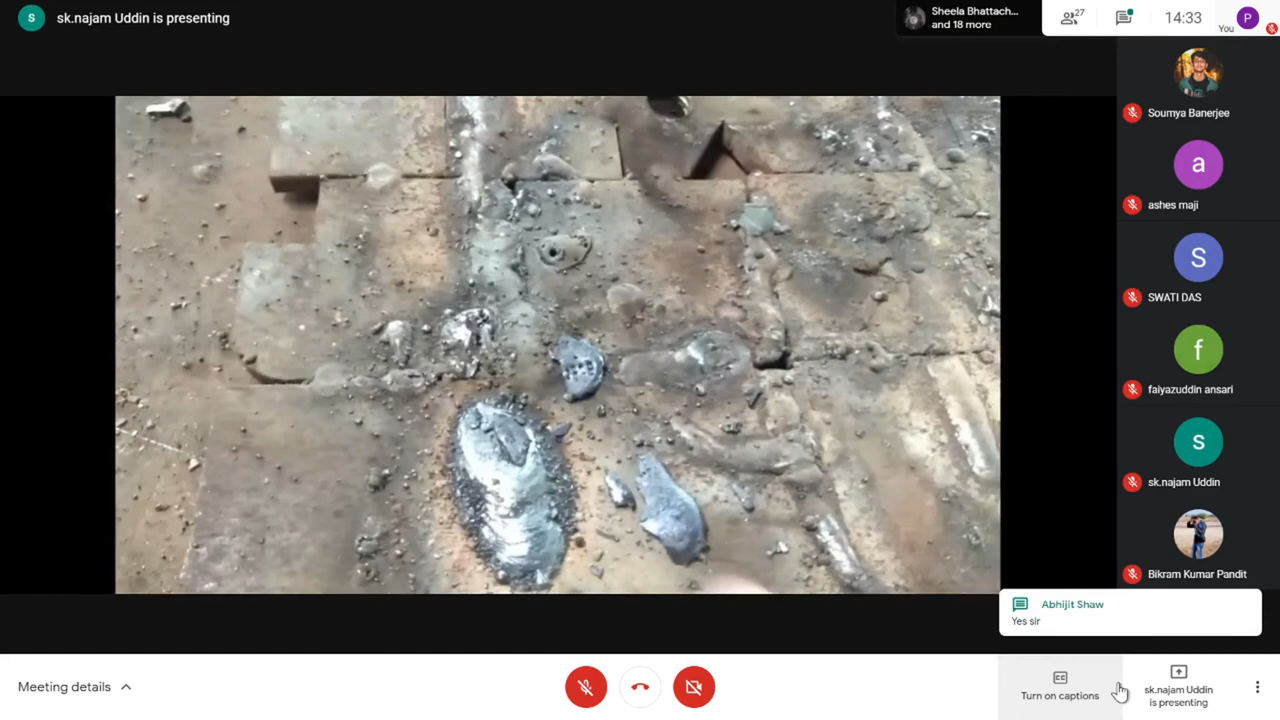 s
sk.najam Uddin is presenting
Sheela Bhattach...
and 18 more
27
14:33
You
P
Soumya Banerjee
a
ashes maji
S
SWATI DAS
f
faiyazuddin ansari
s
sk.najam Uddin
Bikram Kumar Pandit
Abhijit Shaw
Yes sir
Meeting details
CC
Turn on captions
sk.najam Uddin
is presenting